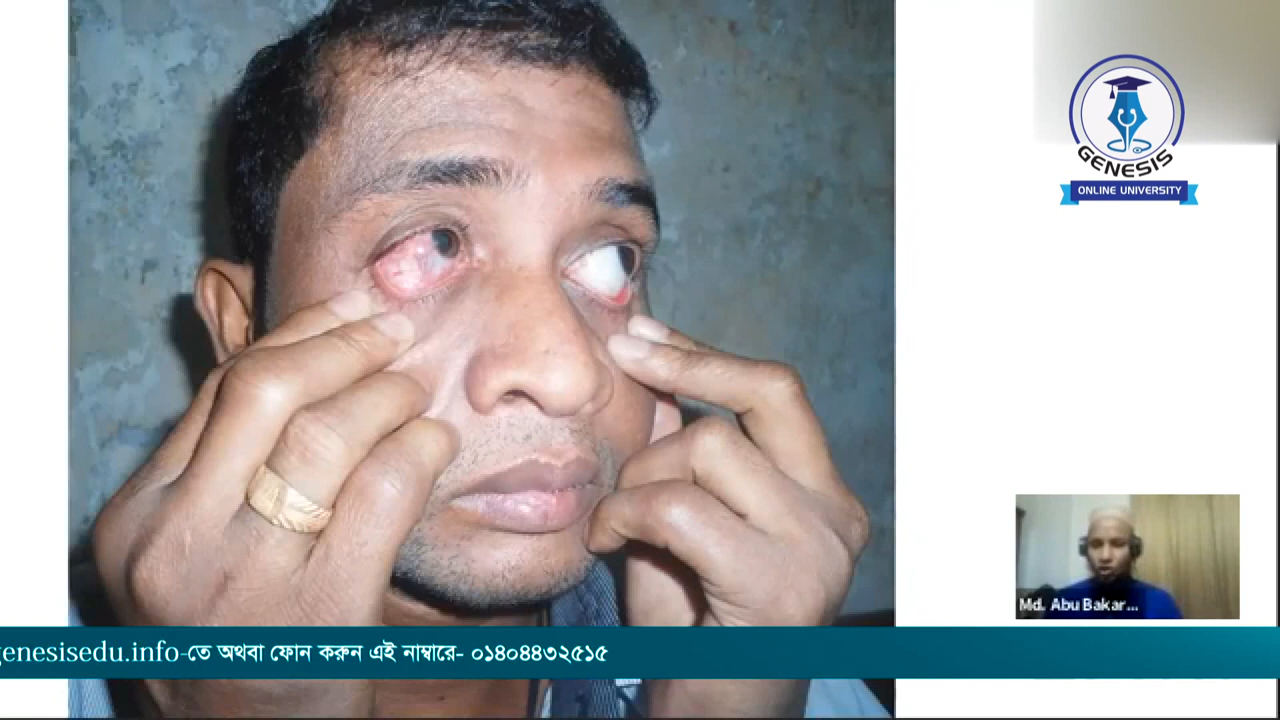 GENESIS
ONLINE UNIVERSITY
Md. Abu Bakar...
genesisedu.info-তে অথবা ফোন করুন এই নাম্বারে- ০১৪০৪৪৩২৫১৫